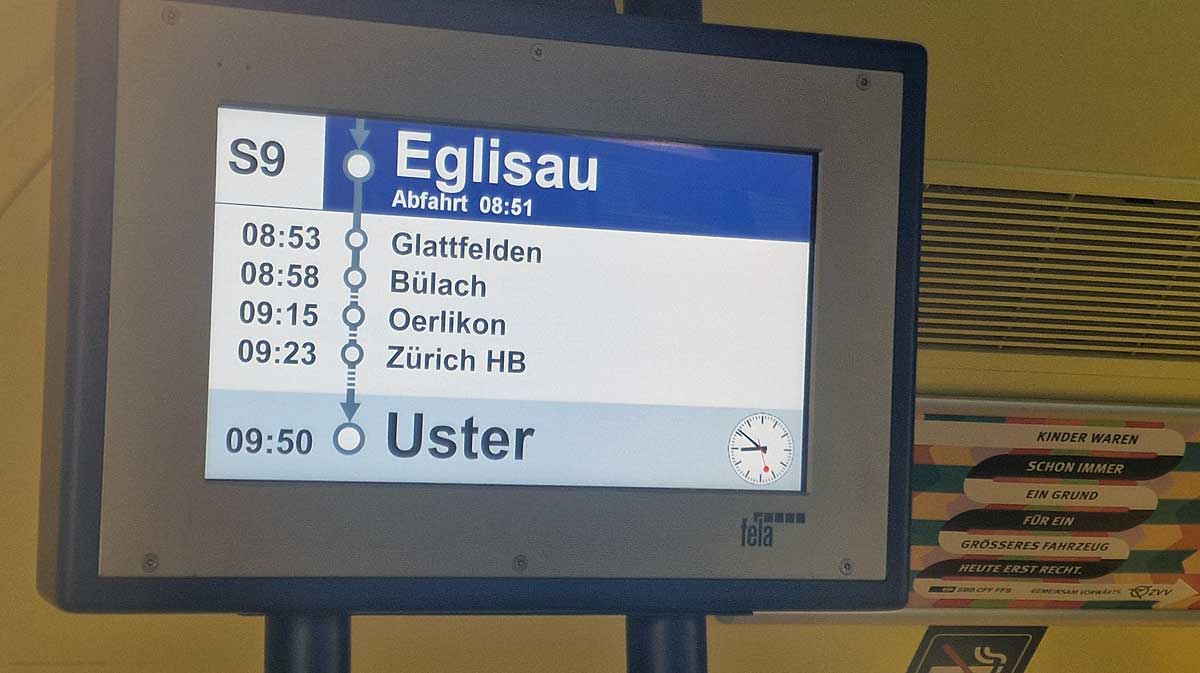 S9
Eglisau
Abfahrt 08:51
08:53 Glattfelden
08:58 Bülach
09:15 Oerlikon
09:23 Zürich HB
09:50 Uster
fela
KINDER WAREN
SCHON IMMER
EIN GRUND
FÜR EIN
GRÖSSERES FAHRZEUG
HEUTE ERST RECHT.
SBB CFF FFS
GEMEINSAM VORWÄRTS.
ZVV